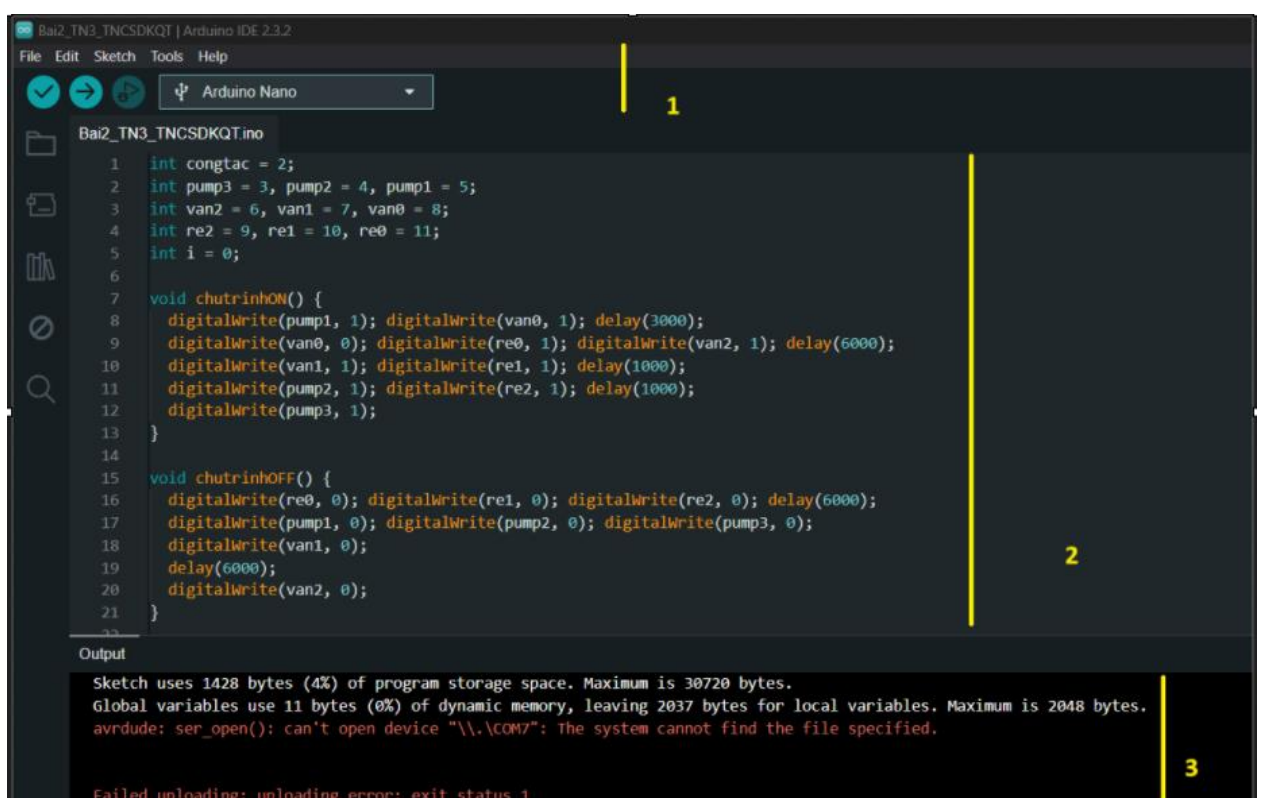 Bai2_TN3_TNCSDKQT | Arduino IDE 2.3.2
File Edit Sketch Tools Help
Arduino Nano
1
Bai2_TN3_TNCSDKQT.ino
1 int congtac = 2;
2 int pump3 = 3, pump2 = 4, pump1 = 5;
3 int van2 = 6, van1 = 7, van0 = 8;
4 int re2 = 9, re1 = 10, re0 = 11;
5 int i = 0;
6
7 void chutrinhON() {
8 digitalWrite(pump1, 1); digitalWrite(van0, 1); delay(3000);
9 digitalWrite(van0, 0); digitalWrite(re0, 1); digitalWrite(van2, 1); delay(6000);
10 digitalWrite(van1, 1); digitalWrite(re1, 1); delay(1000);
11 digitalWrite(pump2, 1); digitalWrite(re2, 1); delay(1000);
12 digitalWrite(pump3, 1);
13 }
14
15 void chutrinhOFF() {
16 digitalWrite(re0, 0); digitalWrite(re1, 0); digitalWrite(re2, 0); delay(6000);
17 digitalWrite(pump1, 0); digitalWrite(pump2, 0); digitalWrite(pump3, 0);
18 digitalWrite(van1, 0);
19 delay(6000);
2
20 digitalWrite(van2, 0);
21 }
22
Output
Sketch uses 1428 bytes (4%) of program storage space. Maximum is 30720 bytes.
Global variables use 11 bytes (0%) of dynamic memory, leaving 2037 bytes for local variables. Maximum is 2048 bytes.
avrdude: ser_open(): can't open device "\\.\COM7": The system cannot find the file specified.
3
Failed uploading: uploading error: exit status 1